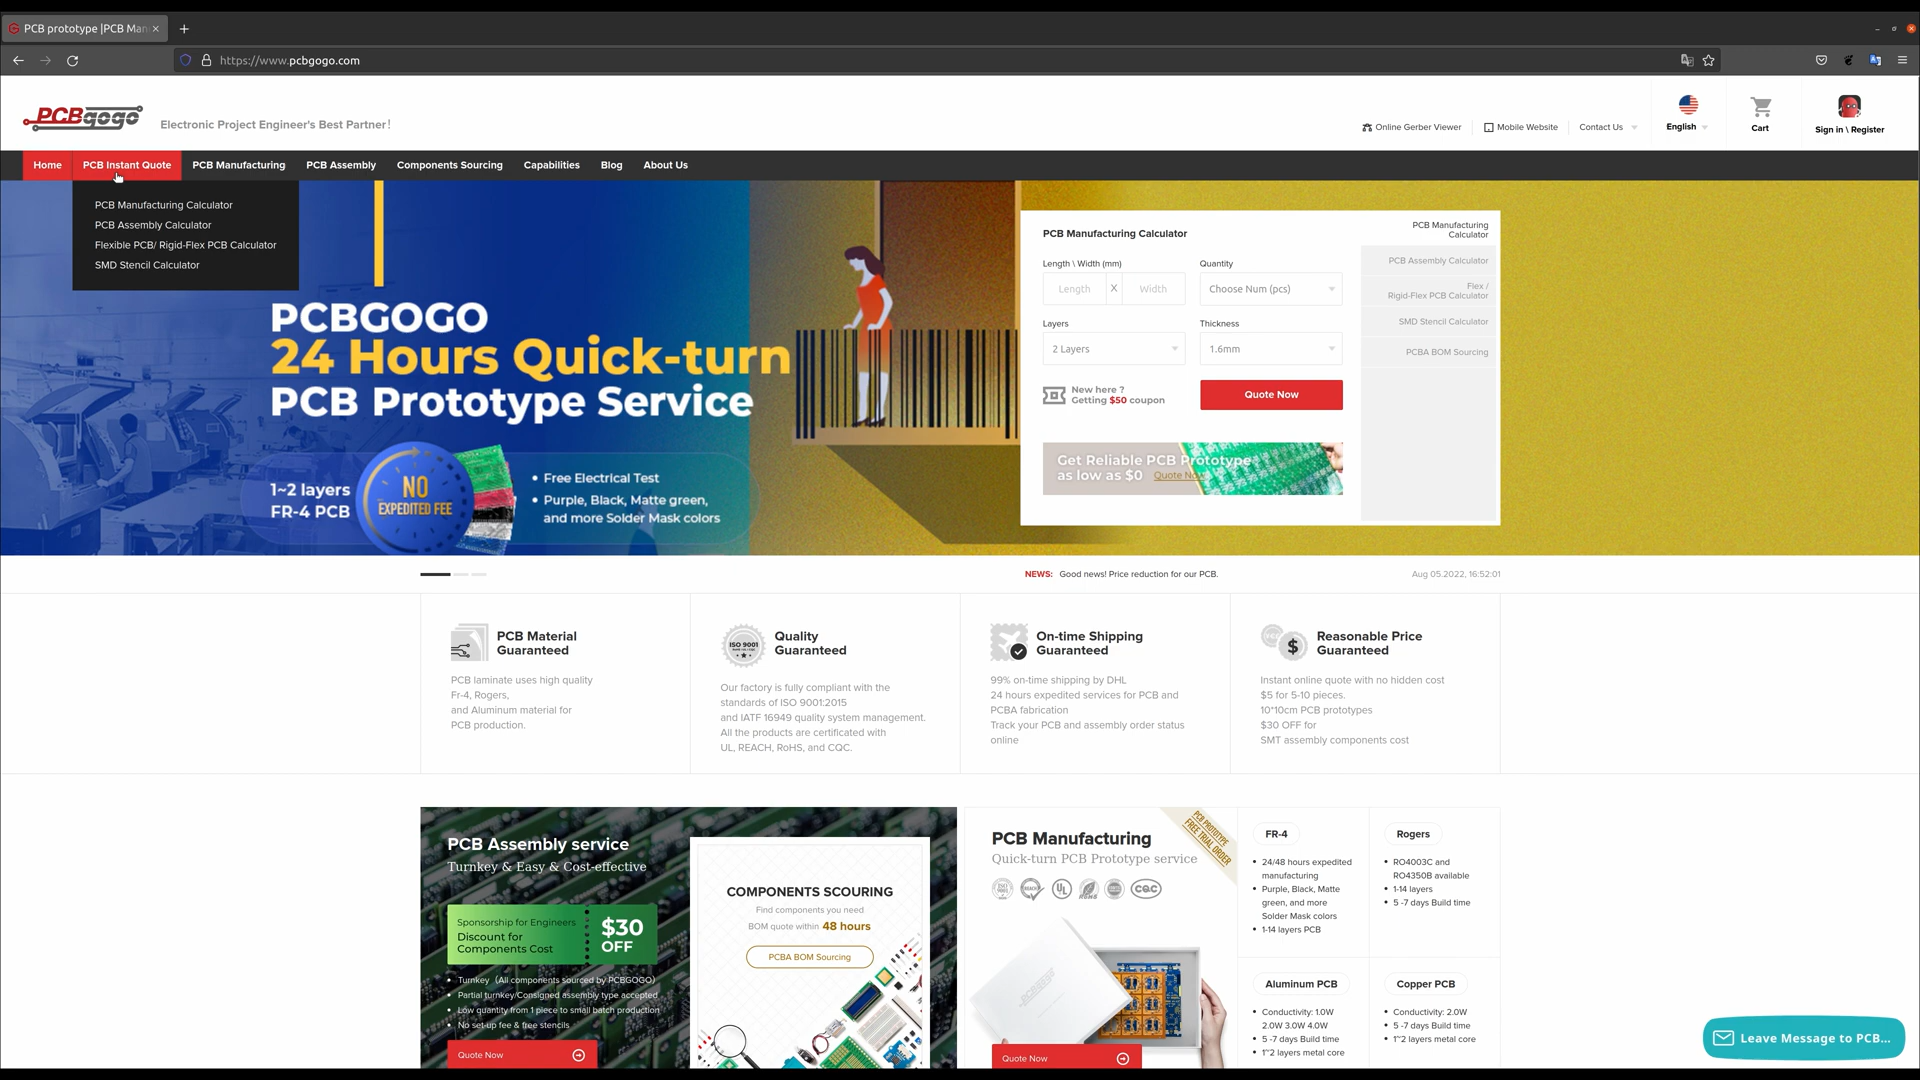 PCB prototype |PCB Man
https://www.pcbgogo.com
PCBgogo
Electronic Project Engineer's Best Partner!
Online Gerber Viewer
Mobile Website
Contact Us
English
Cart
Sign in \ Register
Home
PCB Instant Quote
PCB Manufacturing
PCB Assembly
Components Sourcing
Capabilities
Blog
About Us
PCB Manufacturing Calculator
PCB Assembly Calculator
Flexible PCB/ Rigid-Flex PCB Calculator
SMD Stencil Calculator
PCBGOGO
24 Hours Quick-turn
PCB Prototype Service
1~2 layers
FR-4 PCB
NO
EXPEDITED FEE
• Free Electrical Test
• Purple, Black, Matte green,
and more Solder Mask colors
PCB Manufacturing Calculator
Length \ Width (mm)
Quantity
Length
X
Width
Choose Num (pcs)
Layers
Thickness
2 Layers
1.6mm
New here ?
Getting $50 coupon
Quote Now
Get Reliable PCB Prototype
as low as $0
Quote Now
PCB Manufacturing
Calculator
PCB Assembly Calculator
Flex /
Rigid-Flex PCB Calculator
SMD Stencil Calculator
PCBA BOM Sourcing
NEWS: Good news! Price reduction for our PCB.
Aug 05.2022, 16:52:01
PCB Material
Guaranteed
PCB laminate uses high quality
Fr-4, Rogers,
and Aluminum material for
PCB production.
ISO 9001
Quality
Guaranteed
Our factory is fully compliant with the
standards of ISO 9001:2015
and IATF 16949 quality system management.
All the products are certificated with
UL, REACH, RoHS, and CQC.
On-time Shipping
Guaranteed
99% on-time shipping by DHL
24 hours expedited services for PCB and
PCBA fabrication
Track your PCB and assembly order status
online
$
Reasonable Price
Guaranteed
Instant online quote with no hidden cost
$5 for 5-10 pieces.
10*10cm PCB prototypes
$30 OFF for
SMT assembly components cost
PCB Assembly service
Turnkey & Easy & Cost-effective
Sponsorship for Engineers
Discount for
Components Cost
$30
OFF
• Turnkey（All components sourced by PCBGOGO）
• Partial turnkey/Consigned assembly type accepted
• Low quantity from 1 piece to small batch production
• No set-up fee & free stencils
Quote Now
COMPONENTS SCOURING
Find components you need
BOM quote within 48 hours
PCBA BOM Sourcing
PCB Manufacturing
Quick-turn PCB Prototype service
PCB PROTOTYPE
FREE TRIAL ORDER
UL
CQC
Quote Now
FR-4
• 24/48 hours expedited
manufacturing
• Purple, Black, Matte
green, and more
Solder Mask colors
• 1-14 layers PCB
Rogers
• RO4003C and
RO4350B available
• 1-14 layers
• 5 -7 days Build time
Aluminum PCB
• Conductivity: 1.0W
2.0W 3.0W 4.0W
• 5 -7 days Build time
• 1~2 layers metal core
Copper PCB
• Conductivity: 2.0W
• 5 -7 days Build time
• 1~2 layers metal core
Leave Message to PCB...